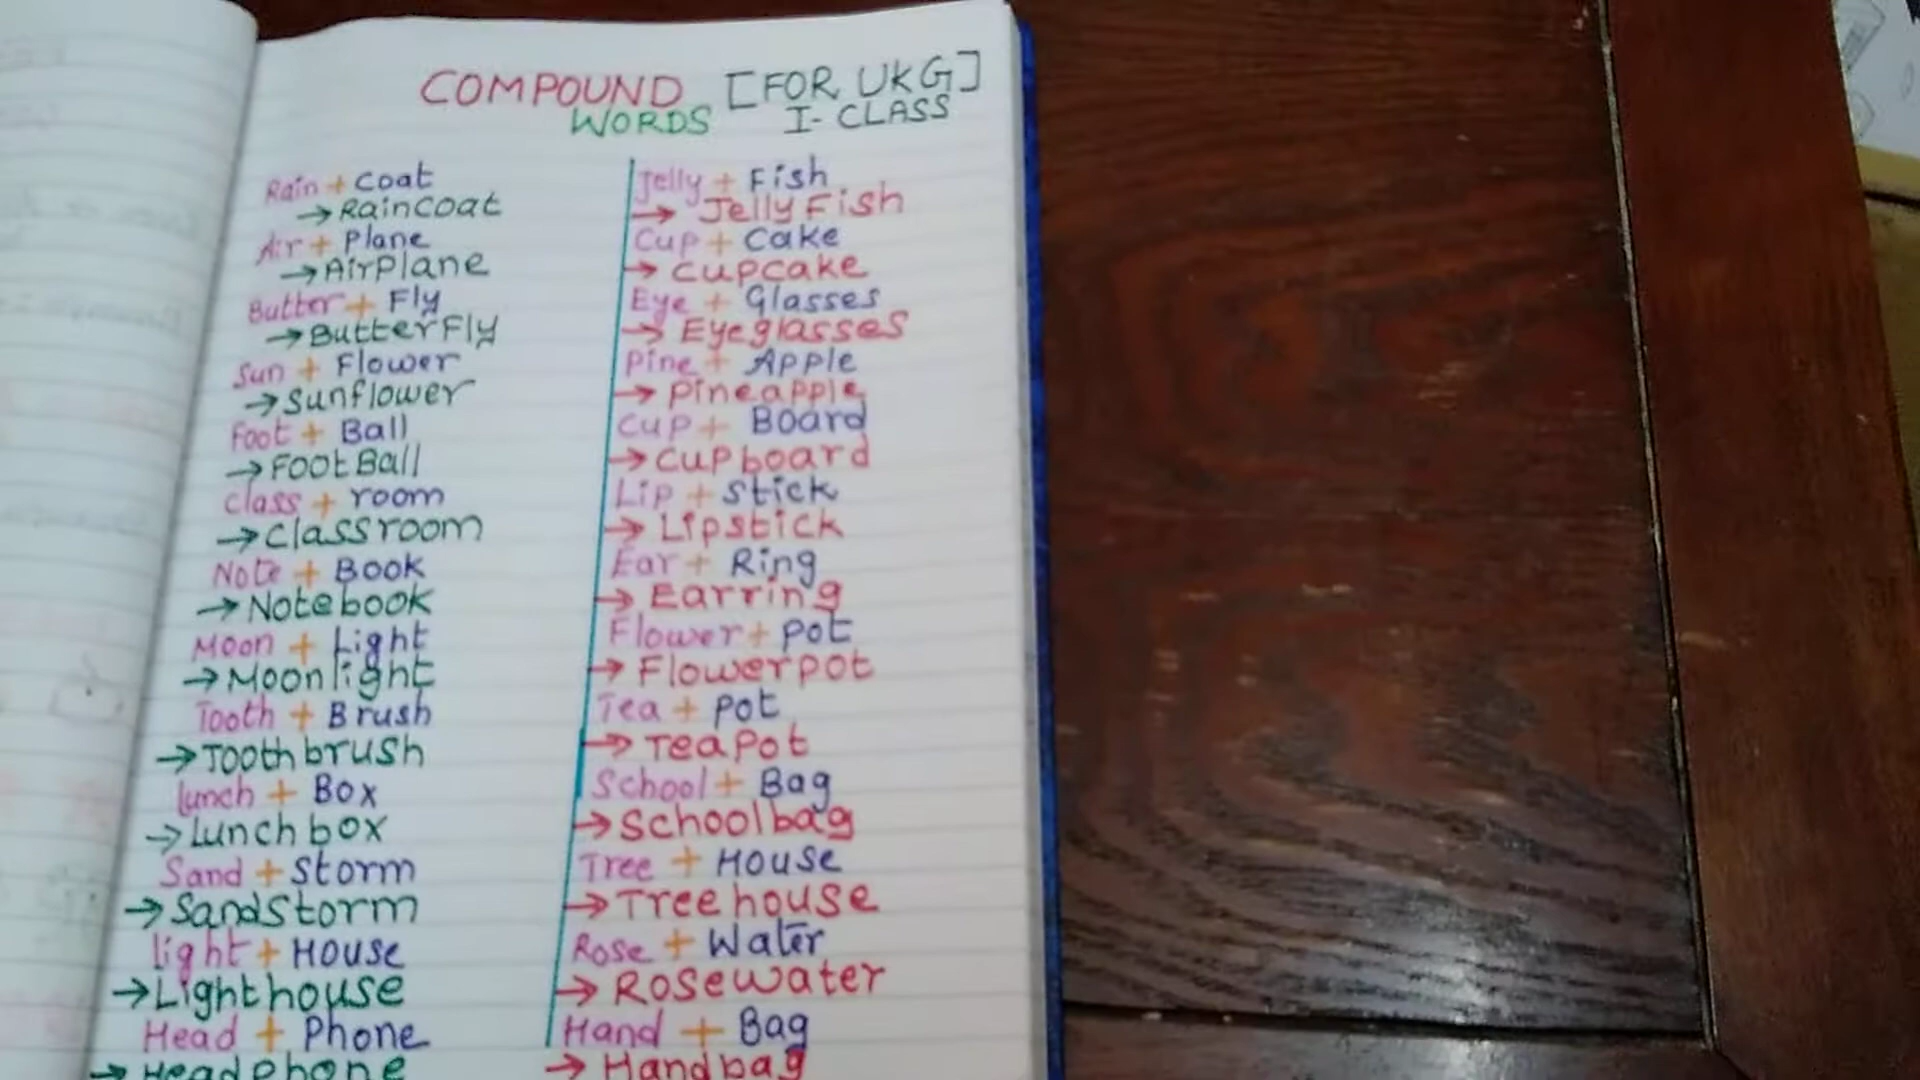 COMPOUND [FOR UKG]
WORDS I- CLASS
Rain + Coat
→ Raincoat
Air + Plane
→ AirPlane
Butter + Fly
→ ButterFly
Sun + Flower
→ Sunflower
Foot + Ball
→ FootBall
Class + room
→ Classroom
Note + Book
→ Notebook
Moon + Light
→ Moonlight
Tooth + Brush
→ Toothbrush
lunch + Box
→ Lunchbox
Sand + Storm
→ Sandstorm
light + House
→ Lighthouse
Head + Phone
→ Headphone
Jelly + Fish
→ JellyFish
Cup + Cake
→ Cupcake
Eye + Glasses
→ Eyeglasses
Pine + Apple
→ Pineapple
Cup + Board
→ Cupboard
Lip + Stick
→ Lipstick
Ear + Ring
→ Earring
Flower + Pot
→ Flowerpot
Tea + Pot
→ Teapot
School + Bag
→ Schoolbag
Tree + House
→ Treehouse
Rose + Water
→ Rosewater
Hand + Bag
→ Handbag